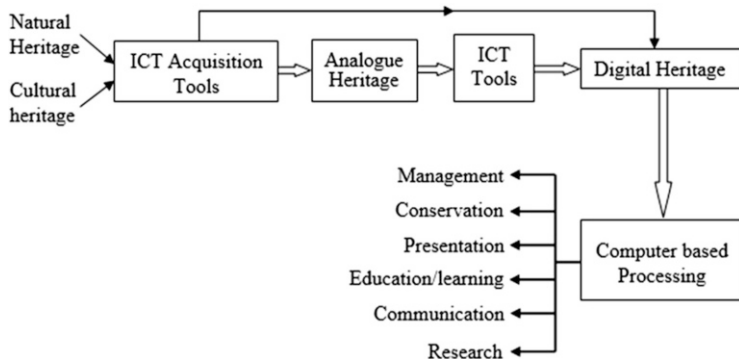 Natural
Heritage
Cultural
heritage
ICT Acquisition
Tools
Analogue
Heritage
ICT
Tools
Digital Heritage
Computer based
Processing
Management
Conservation
Presentation
Education/learning
Communication
Research